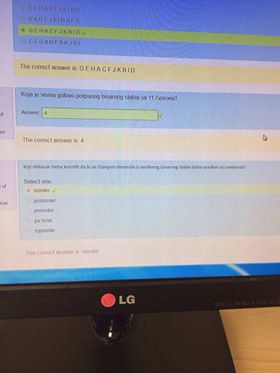 G E H A C F J K B I D
The correct answer is: G E H A C F J K B I D
Koja je visina gotovo potpunog binarnog stabla sa 11 čvorova?
Answer: 4
The correct answer is: 4
Koji obilazak treba koristiti da bi se čitanjem elemenata iz uređenog binarnog stabla dobio uređeni niz vrednosti?
Select one:
inorder
postorder
preorder
po širini
topološki
The correct answer is: inorder
LG